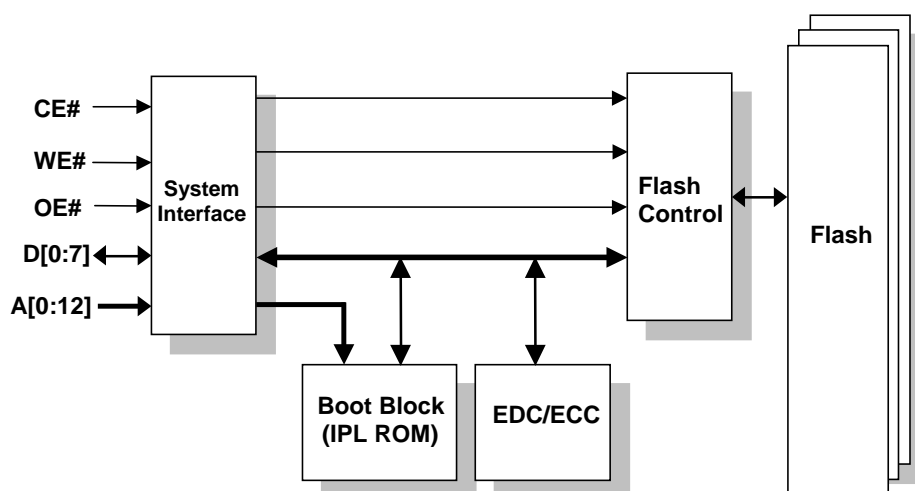 CE#
WE#
OE#
D[0:7]
A[0:12]
System
Interface
Flash
Control
Flash
Boot Block
(IPL ROM)
EDC/ECC